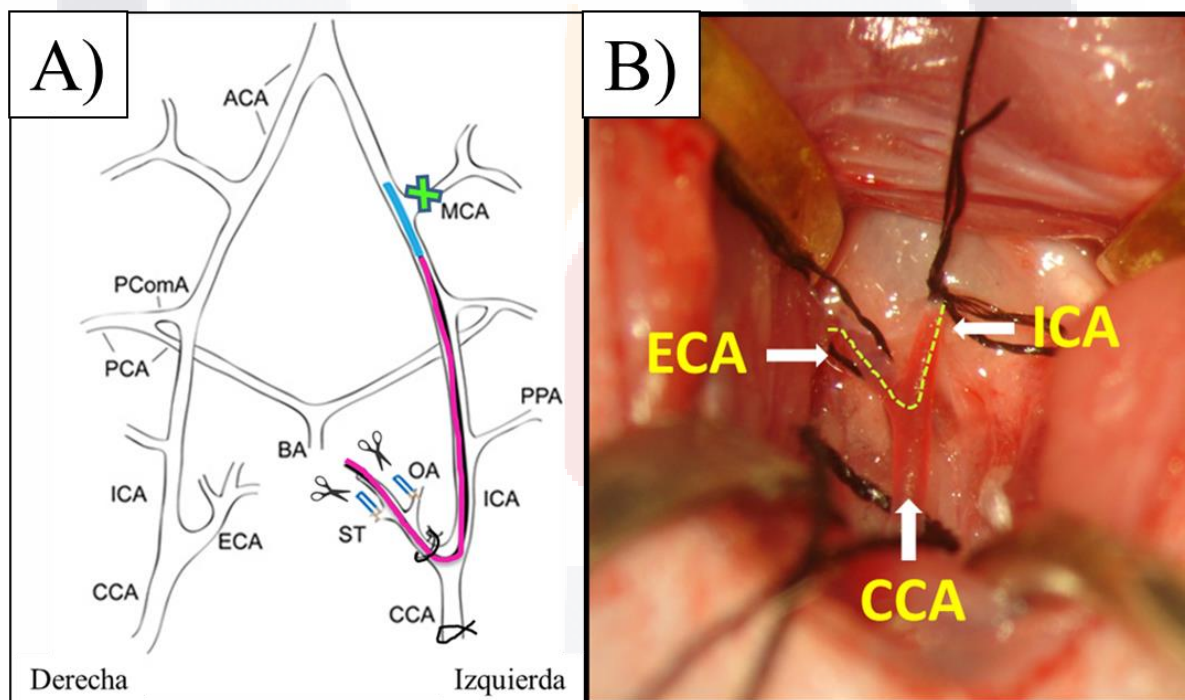 A)
ACA
MCA
PComA
PCA
PPA
BA
OA
ICA
ICA
ST
ECA
CCA
CCA
Derecha
Izquierda
B)
ECA
ICA
CCA